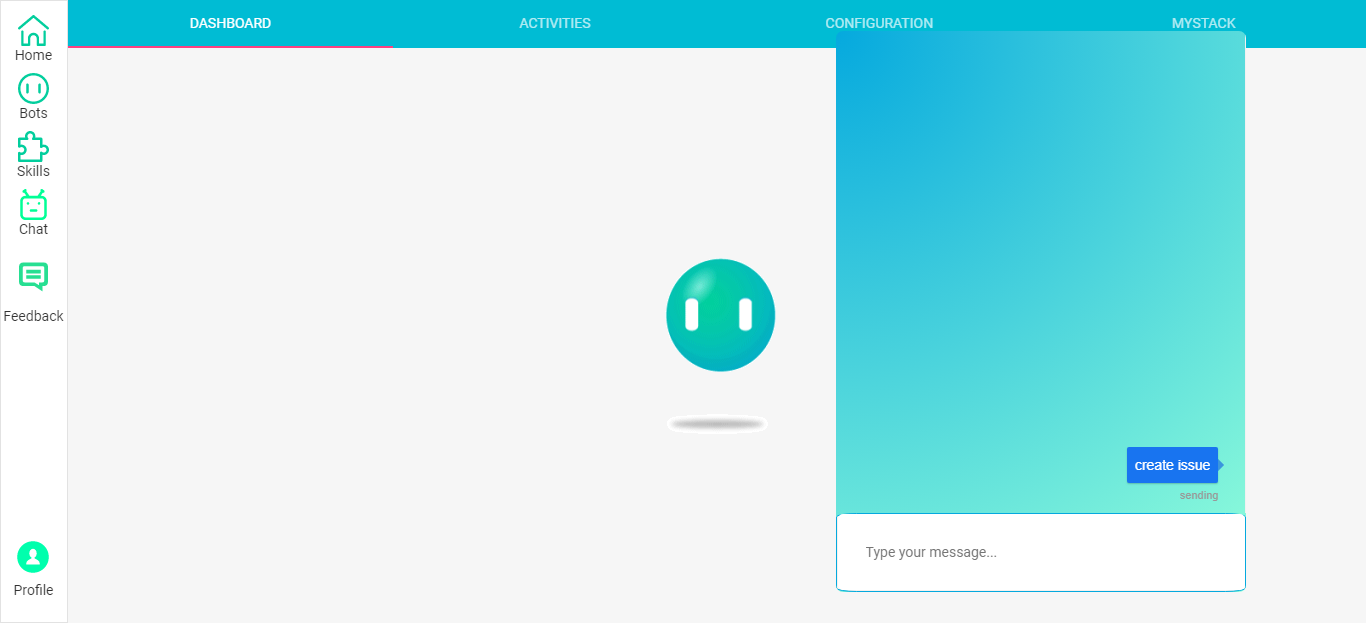 Home
Bots
Skills
Chat
Feedback
Profile
DASHBOARD
ACTIVITIES
CONFIGURATION
MYSTACK
create issue
sending
Type your message...